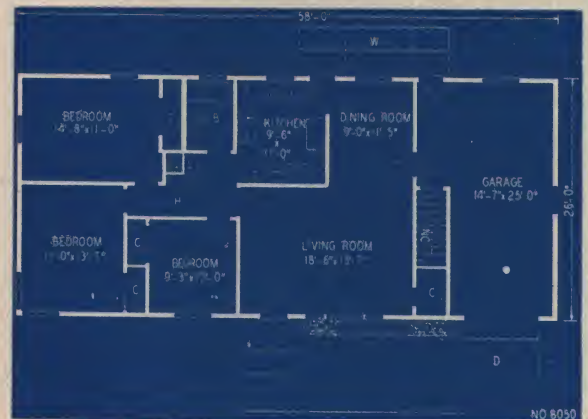 58'-0"
W
BEDROOM
14'-8"x11'-0"
B
KITCHEN
9'-6"
x
11'-0"
DINING ROOM
9'-0"x11'-5"
GARAGE
14'-7"x25'0"
26'-0"
H
BEDROOM
C
BEDROOM
LIVING ROOM
C
C
D
NO 8050